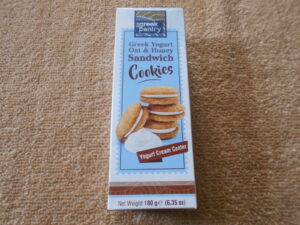 greek
pantry
Greek Yogurt
Oat & Honey
Sandwich
Cookies
Yogurt Cream Center
Net Weight 180 g e (6.35 oz)